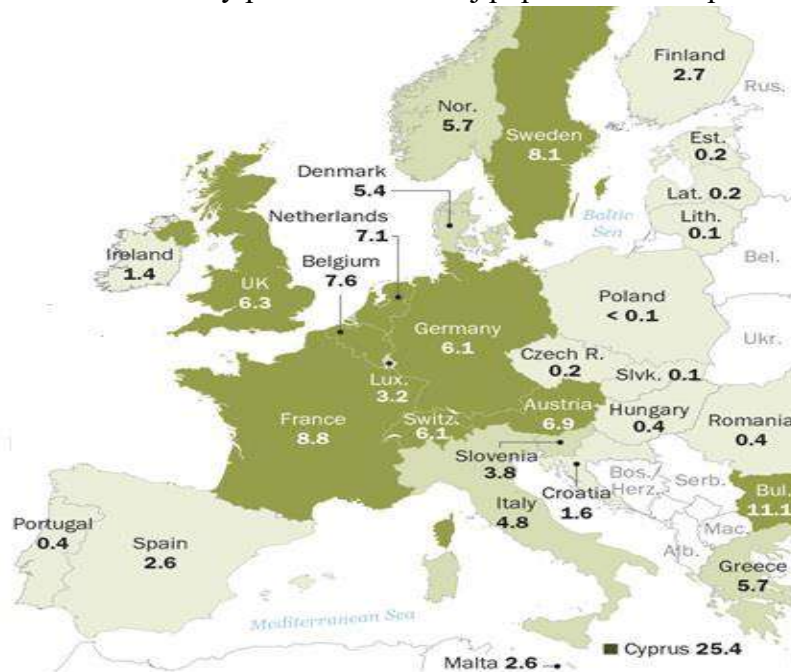 Finland
2.7
Rus.
Nor.
5.7
Sweden
8.1
Est.
0.2
Denmark
5.4
Lat. 0.2
Netherlands
7.1
Baltic
Sea
Lith.
0.1
Ireland
1.4
Belgium
7.6
Bel.
UK
6.3
Poland
< 0.1
Germany
6.1
Ukr.
Czech R.
0.2
Slvk. 0.1
Lux.
3.2
Austria
6.9
Hungary
0.4
Romania
0.4
France
8.8
Switz.
6.1
Slovenia
3.8
Bos./
Herz.
Serb.
Croatia
1.6
Bul.
11.1
Italy
4.8
Portugal
0.4
Spain
2.6
Mac.
Alb.
Greece
5.7
Mediterranean Sea
Cyprus 25.4
Malta 2.6